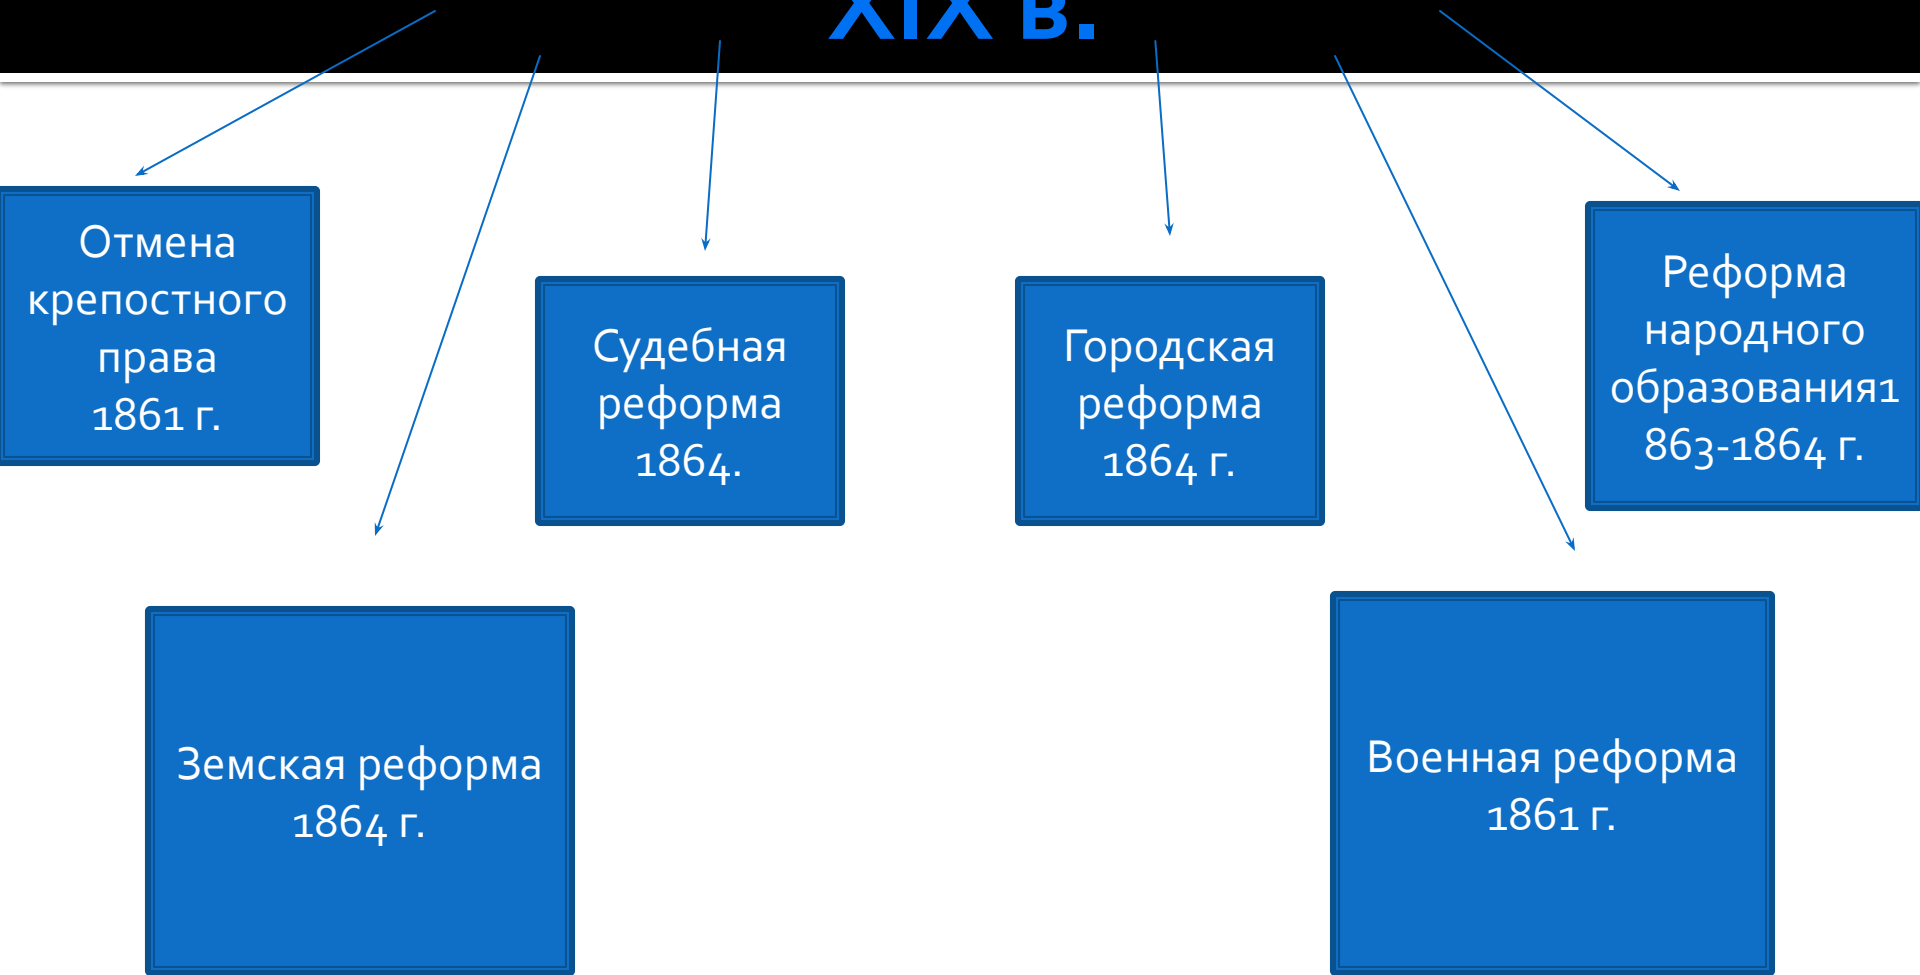 XIX в.
Отмена
крепостного
права
1861 г.
Судебная
реформа
1864.
Городская
реформа
1864 г.
Реформа
народного
образования1
863-1864 г.
Земская реформа
1864 г.
Военная реформа
1861 г.